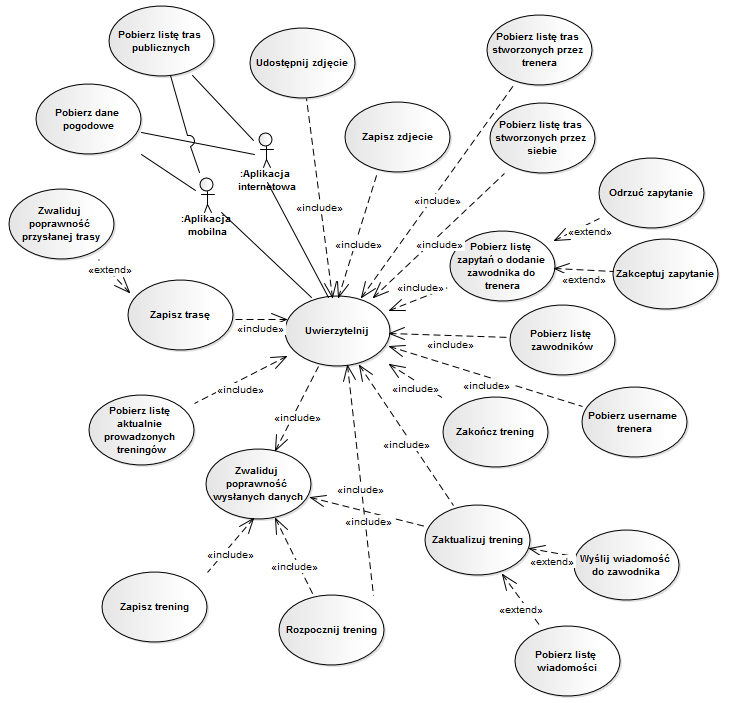 Pobierz listę tras
publicznych
Udostępnij zdjęcie
Pobierz listę tras
stworzonych przez
trenera
Pobierz dane
pogodowe
Zapisz zdjecie
Pobierz listę tras
stworzonych przez
siebie
:Aplikacja
internetowa
:Aplikacja
mobilna
Odrzuć zapytanie
Zwaliduj
poprawność
przysłanej trasy
«include»
«include»
«extend»
«include»
«include»
Pobierz listę
zapytań o dodanie
zawodnika do
trenera
Zakceptuj zapytanie
«extend»
«extend»
«include»
Zapisz trasę
«include»
Uwierzytelnij
Pobierz listę
zawodników
«include»
«include»
«include»
«include»
Pobierz listę
aktualnie
prowadzonych
treningów
«include»
Zakończ trening
Pobierz username
trenera
«include»
Zwaliduj
poprawność
wysłanych danych
«include»
«include»
Zaktualizuj trening
«include»
«include»
«extend»
Wyślij wiadomość
do zawodnika
Zapisz trening
Rozpocznij trening
«extend»
Pobierz listę
wiadomości